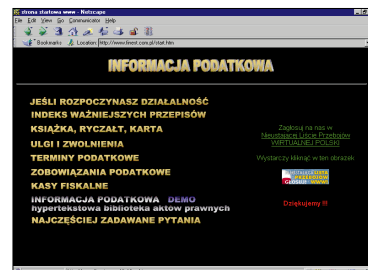 strona startowa www - Netscape
File Edit View Go Communicator Help
Bookmarks Location: http://www.finest.com.pl/start.htm
INFORMACJA PODATKOWA
JEŚLI ROZPOCZYNASZ DZIAŁALNOŚĆ
INDEKS WAŻNIEJSZYCH PRZEPISÓW
KSIĄŻKA, RYCZAŁT, KARTA
ULGI I ZWOLNIENIA
TERMINY PODATKOWE
ZOBOWIĄZANIA PODATKOWE
KASY FISKALNE
INFORMACJA PODATKOWA DEMO
hypertekstowa biblioteka aktów prawnych
NAJCZĘŚCIEJ ZADAWANE PYTANIA
Zagłosuj na nas w
Nieustającej Liście Przebojów
WIRTUALNEJ POLSKI
Wystarczy kliknąć w ten obrazek
PRZEBOJÓW
Dziękujemy !!!